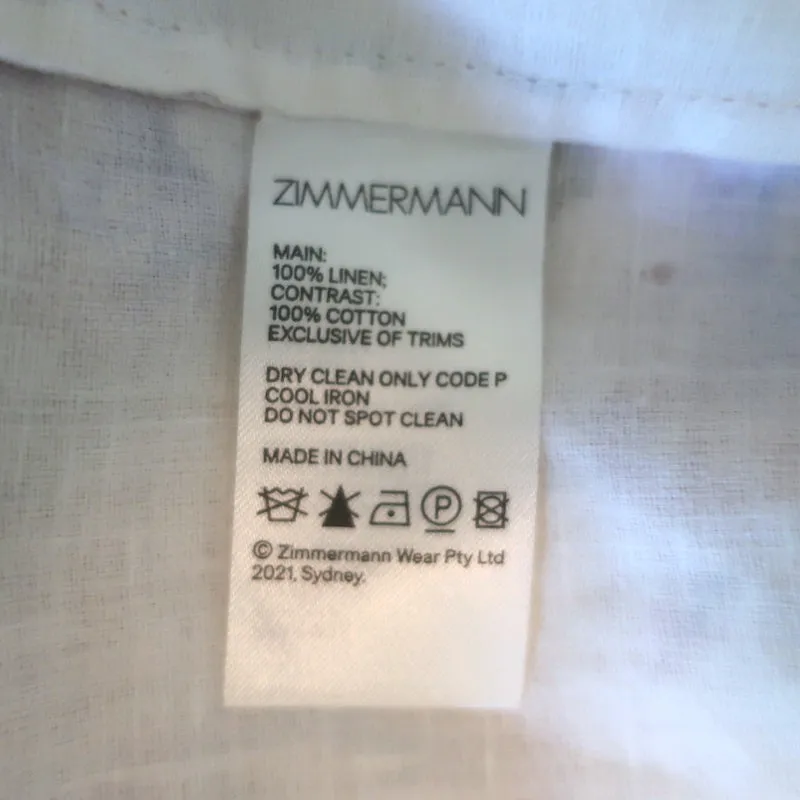 ZIMMERMANN
MAIN:
100% LINEN;
CONTRAST:
100% COTTON
EXCLUSIVE OF TRIMS
DRY CLEAN ONLY CODE P
COOL IRON
DO NOT SPOT CLEAN
MADE IN CHINA
P
© Zimmermann Wear Pty Ltd
2021, Sydney.